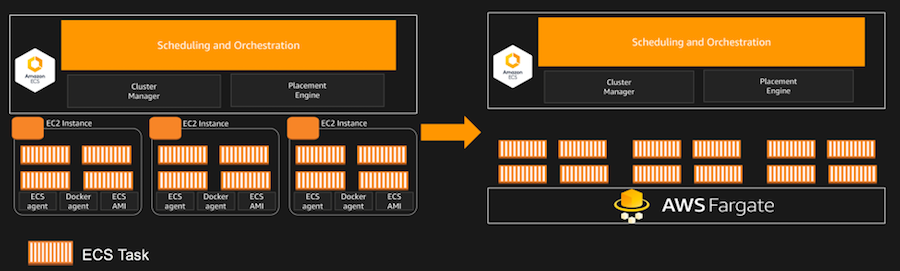 Scheduling and Orchestration
Amazon
ECS
Cluster
Manager
Placement
Engine
EC2 Instance
EC2 Instance
EC2 Instance
ECS
agent
Docker
agent
ECS
AMI
ECS
agent
Docker
agent
ECS
AMI
ECS
agent
Docker
agent
ECS
AMI
ECS Task
Scheduling and Orchestration
Amazon
ECS
Cluster
Manager
Placement
Engine
AWS Fargate